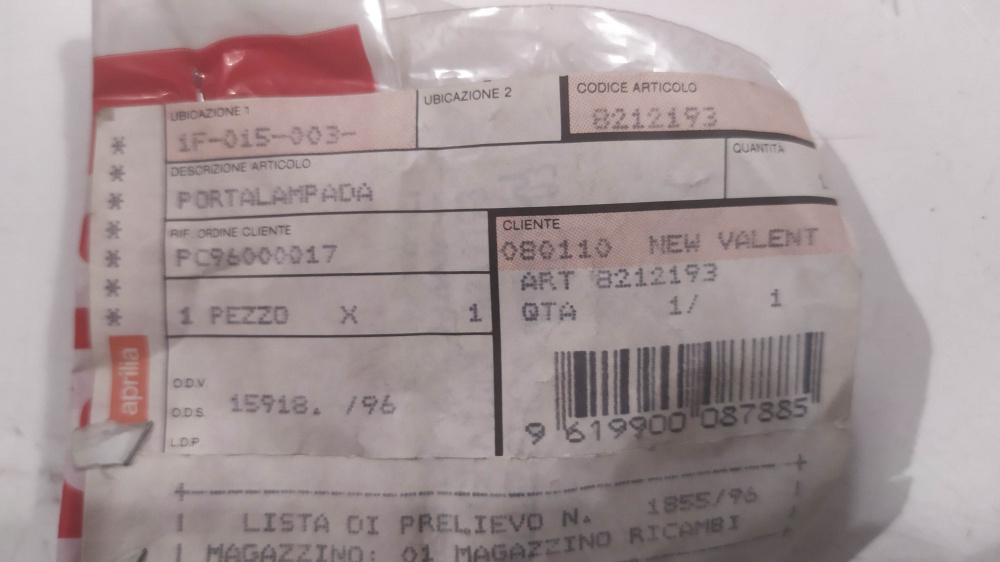 UBICAZIONE 1
1F-015-003-
UBICAZIONE 2
CODICE ARTICOLO
8212193
DESCRIZIONE ARTICOLO
PORTALAMPADA
QUANTITA
RIF. ORDINE CLIENTE
PC96000017
CLIENTE
080110 NEW VALENT
ART 8212193
QTA 1/ 1
1 PEZZO X 1
aprilia
O.D.V.
O.D.S. 15918. /96
L.D.P.
9 619900 087885
LISTA DI PRELIEVO N. 1855/96
MAGAZZINO: 01 MAGAZZINO RICAMBI